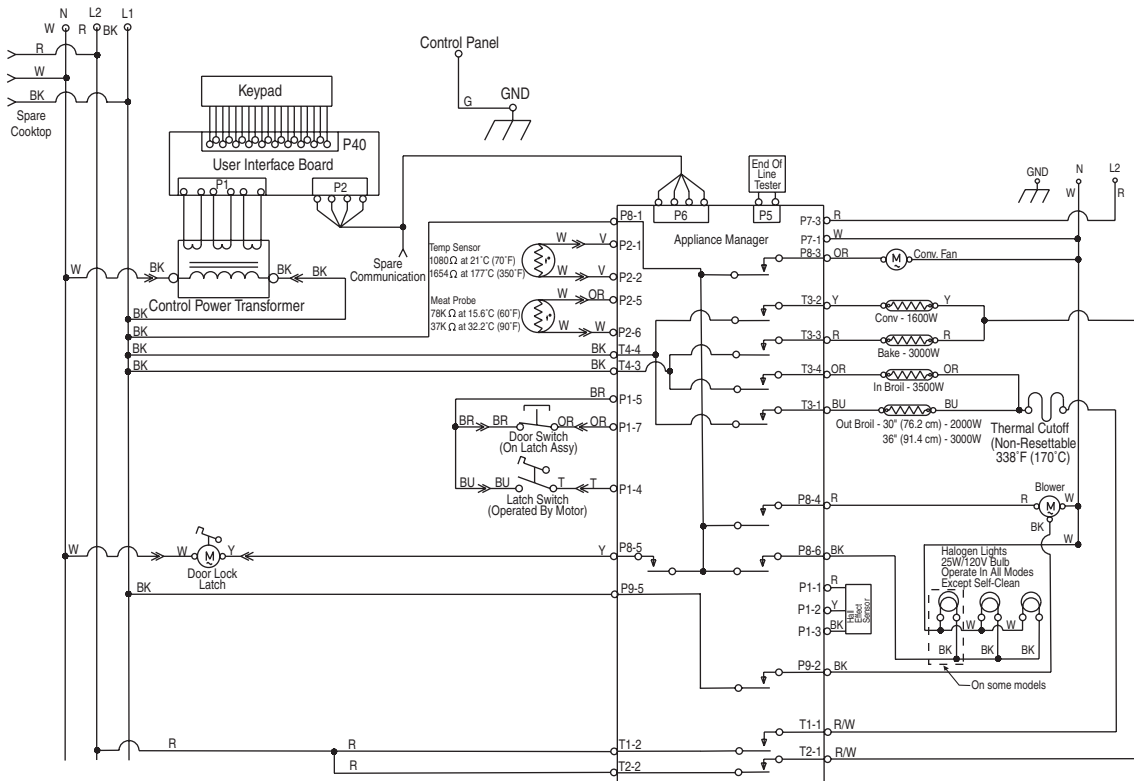 N L2 L1
W R BK
R
W
BK
Spare
Cooktop
Keypad
P40
User Interface Board
P1
P2
Control Panel
G
GND
End Of
Line
Tester
P6
P5
Appliance Manager
GND
N
L2
W
R
P8-1
P2-1
P2-2
P2-5
P2-6
T4-4
T4-3
P1-5
P1-7
P1-4
P8-5
P9-5
T1-2
T2-2
Temp Sensor
1080Ω at 21˚C (70˚F)
1654 Ω at 177˚C (350˚F)
W V
W V
Meat Probe
78K Ω at 15.6˚C (60˚F)
37K Ω at 32.2˚C (90˚F)
W OR
W W
Spare
Communication
W BK BK BK
Control Power Transformer
BK
BK
BK BK
BK BK
BR
BR BR OR OR
Door Switch
(On Latch Assy)
BU BU T T
Latch Switch
(Operated By Motor)
W W M Y Y
Door Lock
Latch
BK
R R
R
P7-3 R
P7-1 W
P8-3 OR M Conv. Fan
T3-2 Y Y
Conv - 1600W
T3-3 R R
Bake - 3000W
T3-4 OR OR
In Broil - 3500W
T3-1 BU BU
Out Broil - 30" (76.2 cm) - 2000W
36" (91.4 cm) - 3000W
Thermal Cutoff
(Non-Resettable
338˚F (170˚C)
Blower
P8-4 R R M W
BK
W
P8-6 BK
Halogen Lights
25W/120V Bulb
Operate In All Modes
Except Self-Clean
P1-1 R
P1-2 Y
P1-3 BK
Hall
Effect
Sensor
W W
BK BK BK
P9-2 BK
On some models
T1-1 R/W
T2-1 R/W